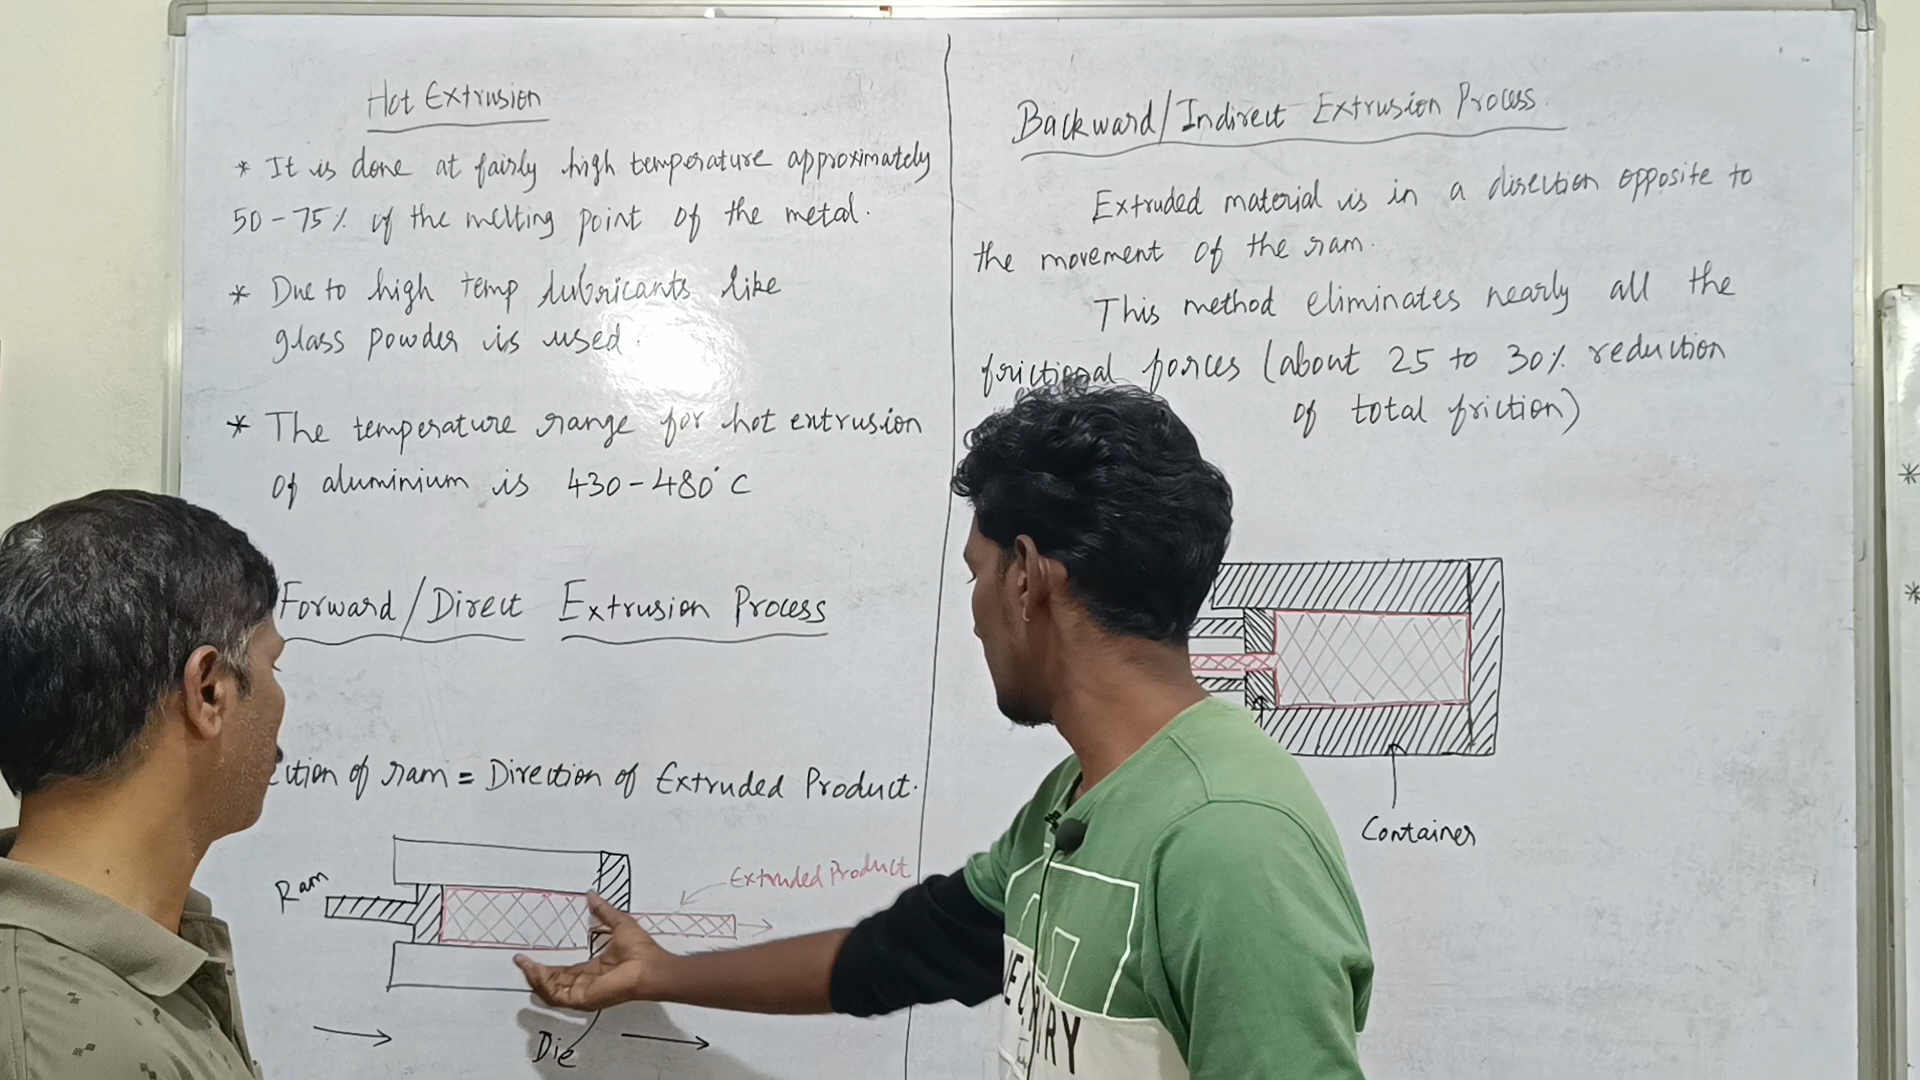 Hot Extrusion
* It is done at fairly high temperature approximately
50-75% of the melting point of the metal.
* Due to high temp lubricants like
glass powder is used.
* The temperature range for hot extrusion
of aluminium is 430-480°C
Forward/Direct Extrusion Process
ction of ram = Direction of Extruded Product.
Ram
Extruded Product
Die
Backward/Indirect Extrusion Process.
Extruded material is in a direction opposite to
the movement of the ram.
This method eliminates nearly all the
frictional forces (about 25 to 30% reduction
of total friction)
Container
*
*